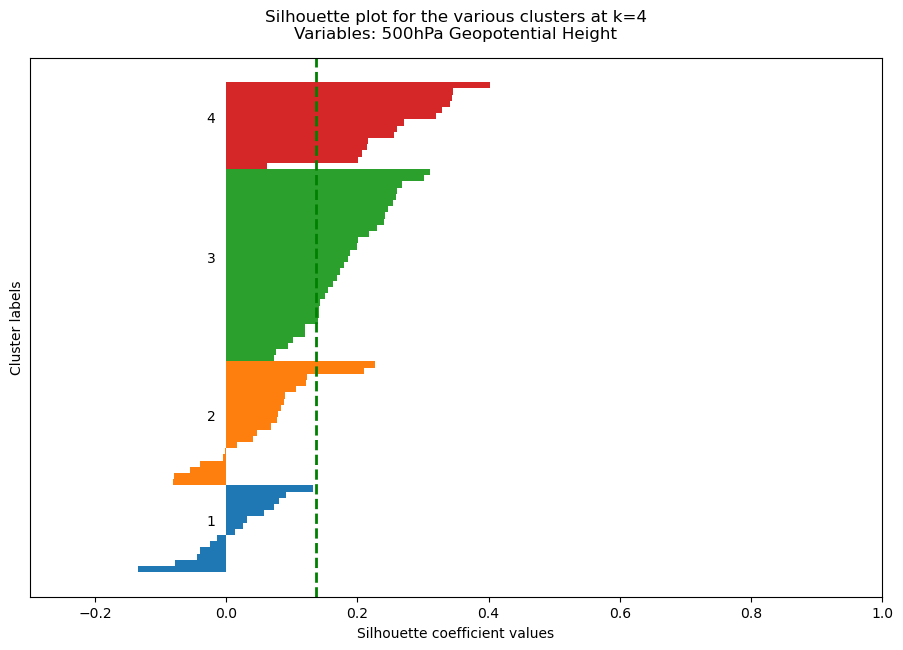 Silhouette plot for the various clusters at k=4
Variables: 500hPa Geopotential Height
Cluster labels
4
3
2
1
−0.2 0.0 0.2 0.4 0.6 0.8 1.0
Silhouette coefficient values